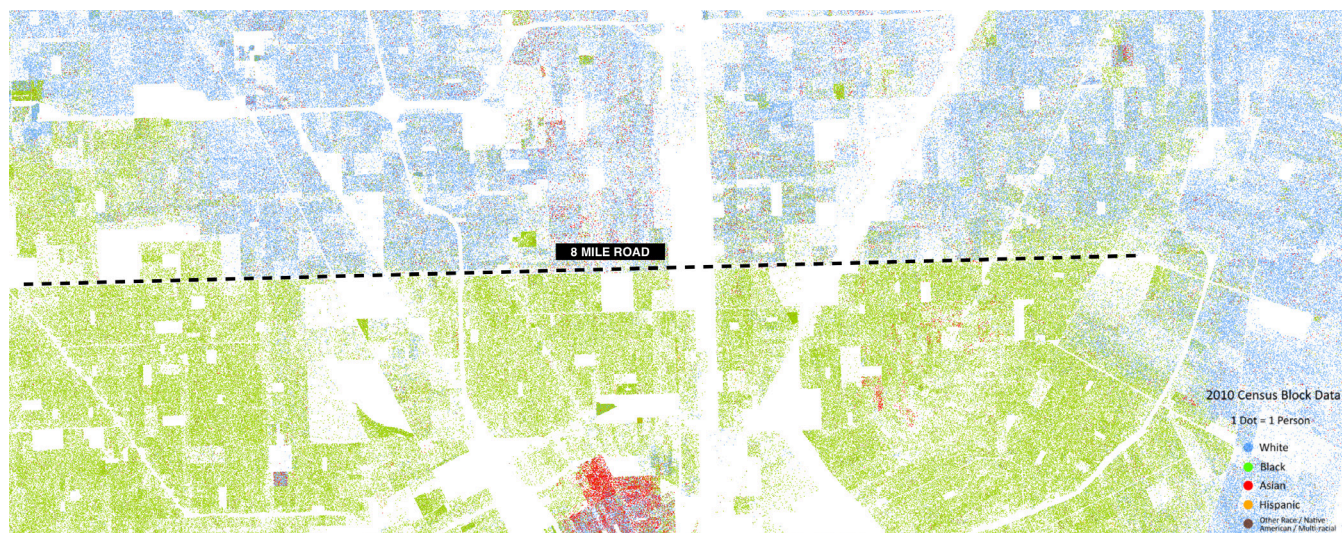 8 MILE ROAD
2010 Census Block Data
1 Dot = 1 Person
White
Black
Asian
Hispanic
Other Race / Native
American / Multi-racial